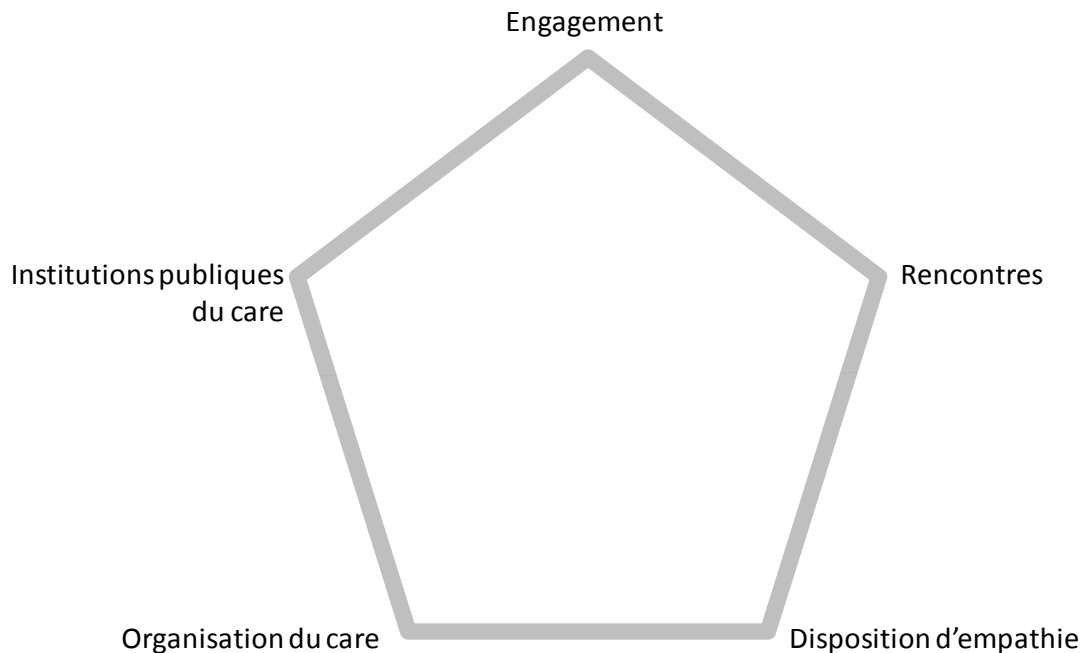 Engagement
Institutions publiques
du care
Rencontres
Organisation du care
Disposition d'empathie